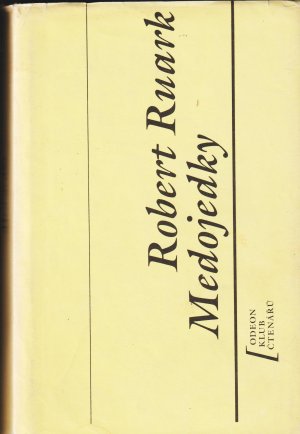 Robert Ruark
Medojedky
ODEON
KLUB
ČTENÁŘŮ